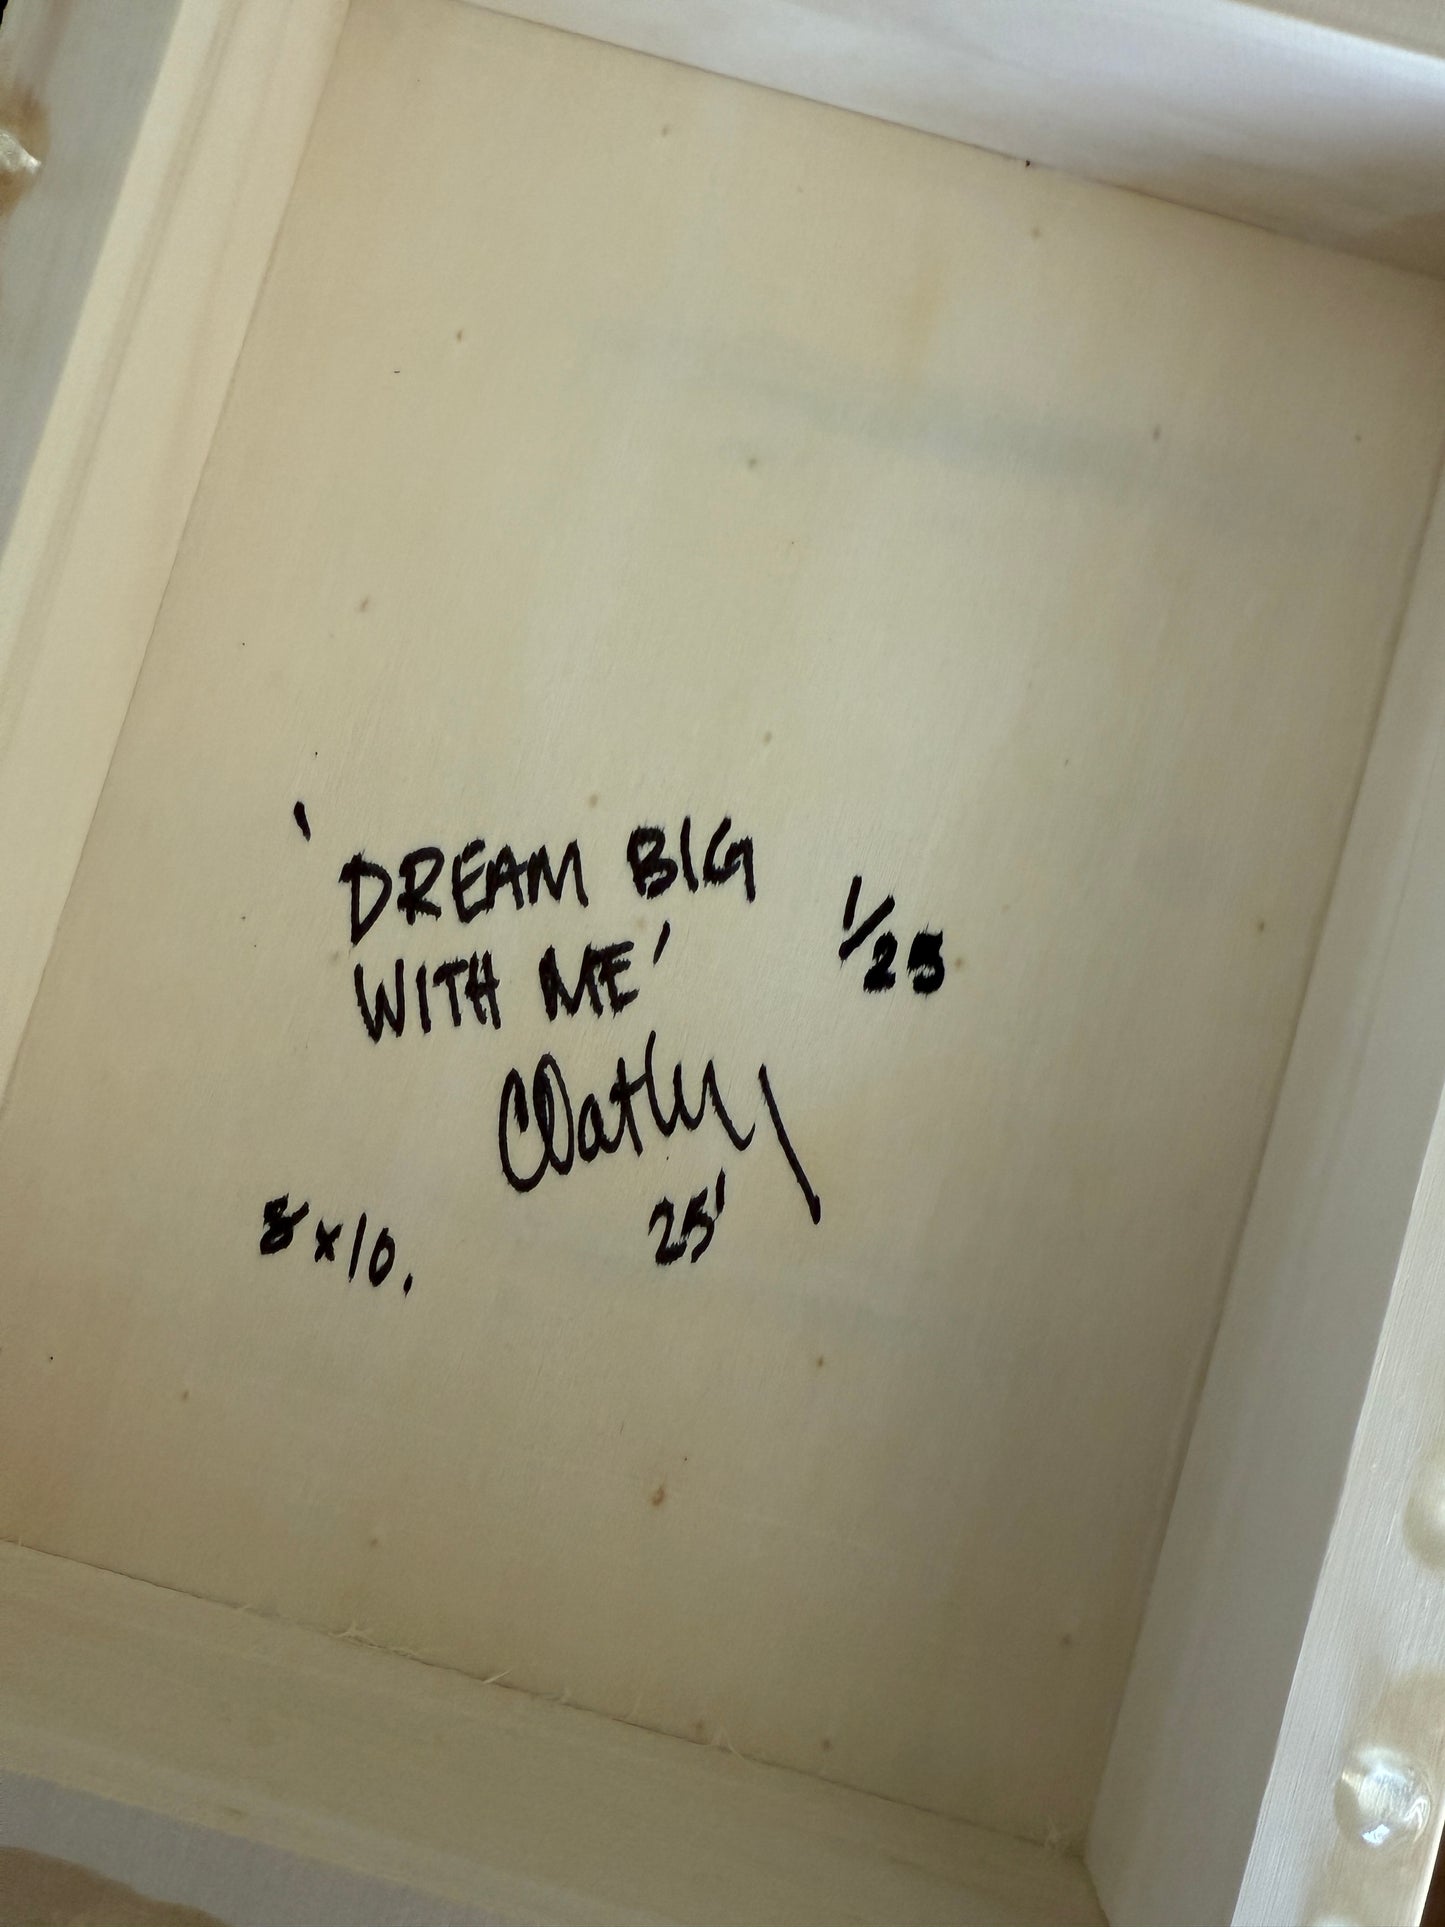 'DREAM BIG
WITH ME'
1/25
8x10.
25'